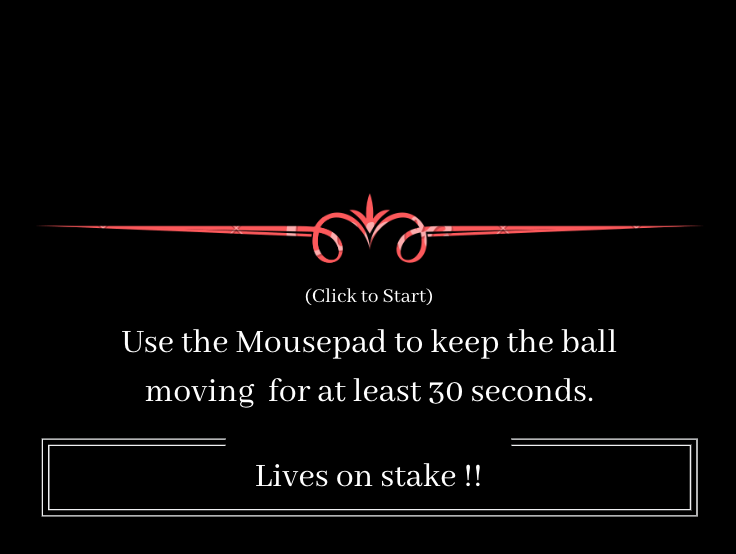 (Click to Start)
Use the Mousepad to keep the ball
moving  for at least 30 seconds.
Lives on stake !!